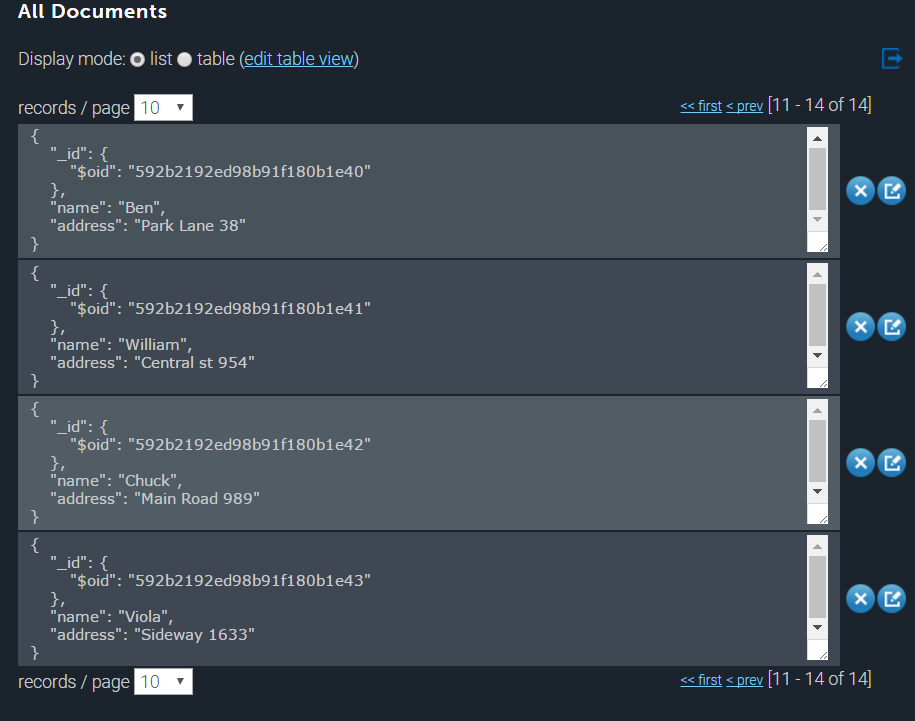 All Documents
Display mode: list table (edit table view)
records / page 10 << first < prev [11 - 14 of 14]
{
"_id": {
"$oid": "592b2192ed98b91f180b1e40"
},
"name": "Ben",
"address": "Park Lane 38"
}
{
"_id": {
"$oid": "592b2192ed98b91f180b1e41"
},
"name": "William",
"address": "Central st 954"
}
{
"_id": {
"$oid": "592b2192ed98b91f180b1e42"
},
"name": "Chuck",
"address": "Main Road 989"
}
{
"_id": {
"$oid": "592b2192ed98b91f180b1e43"
},
"name": "Viola",
"address": "Sideway 1633"
}
records / page 10 << first < prev [11 - 14 of 14]